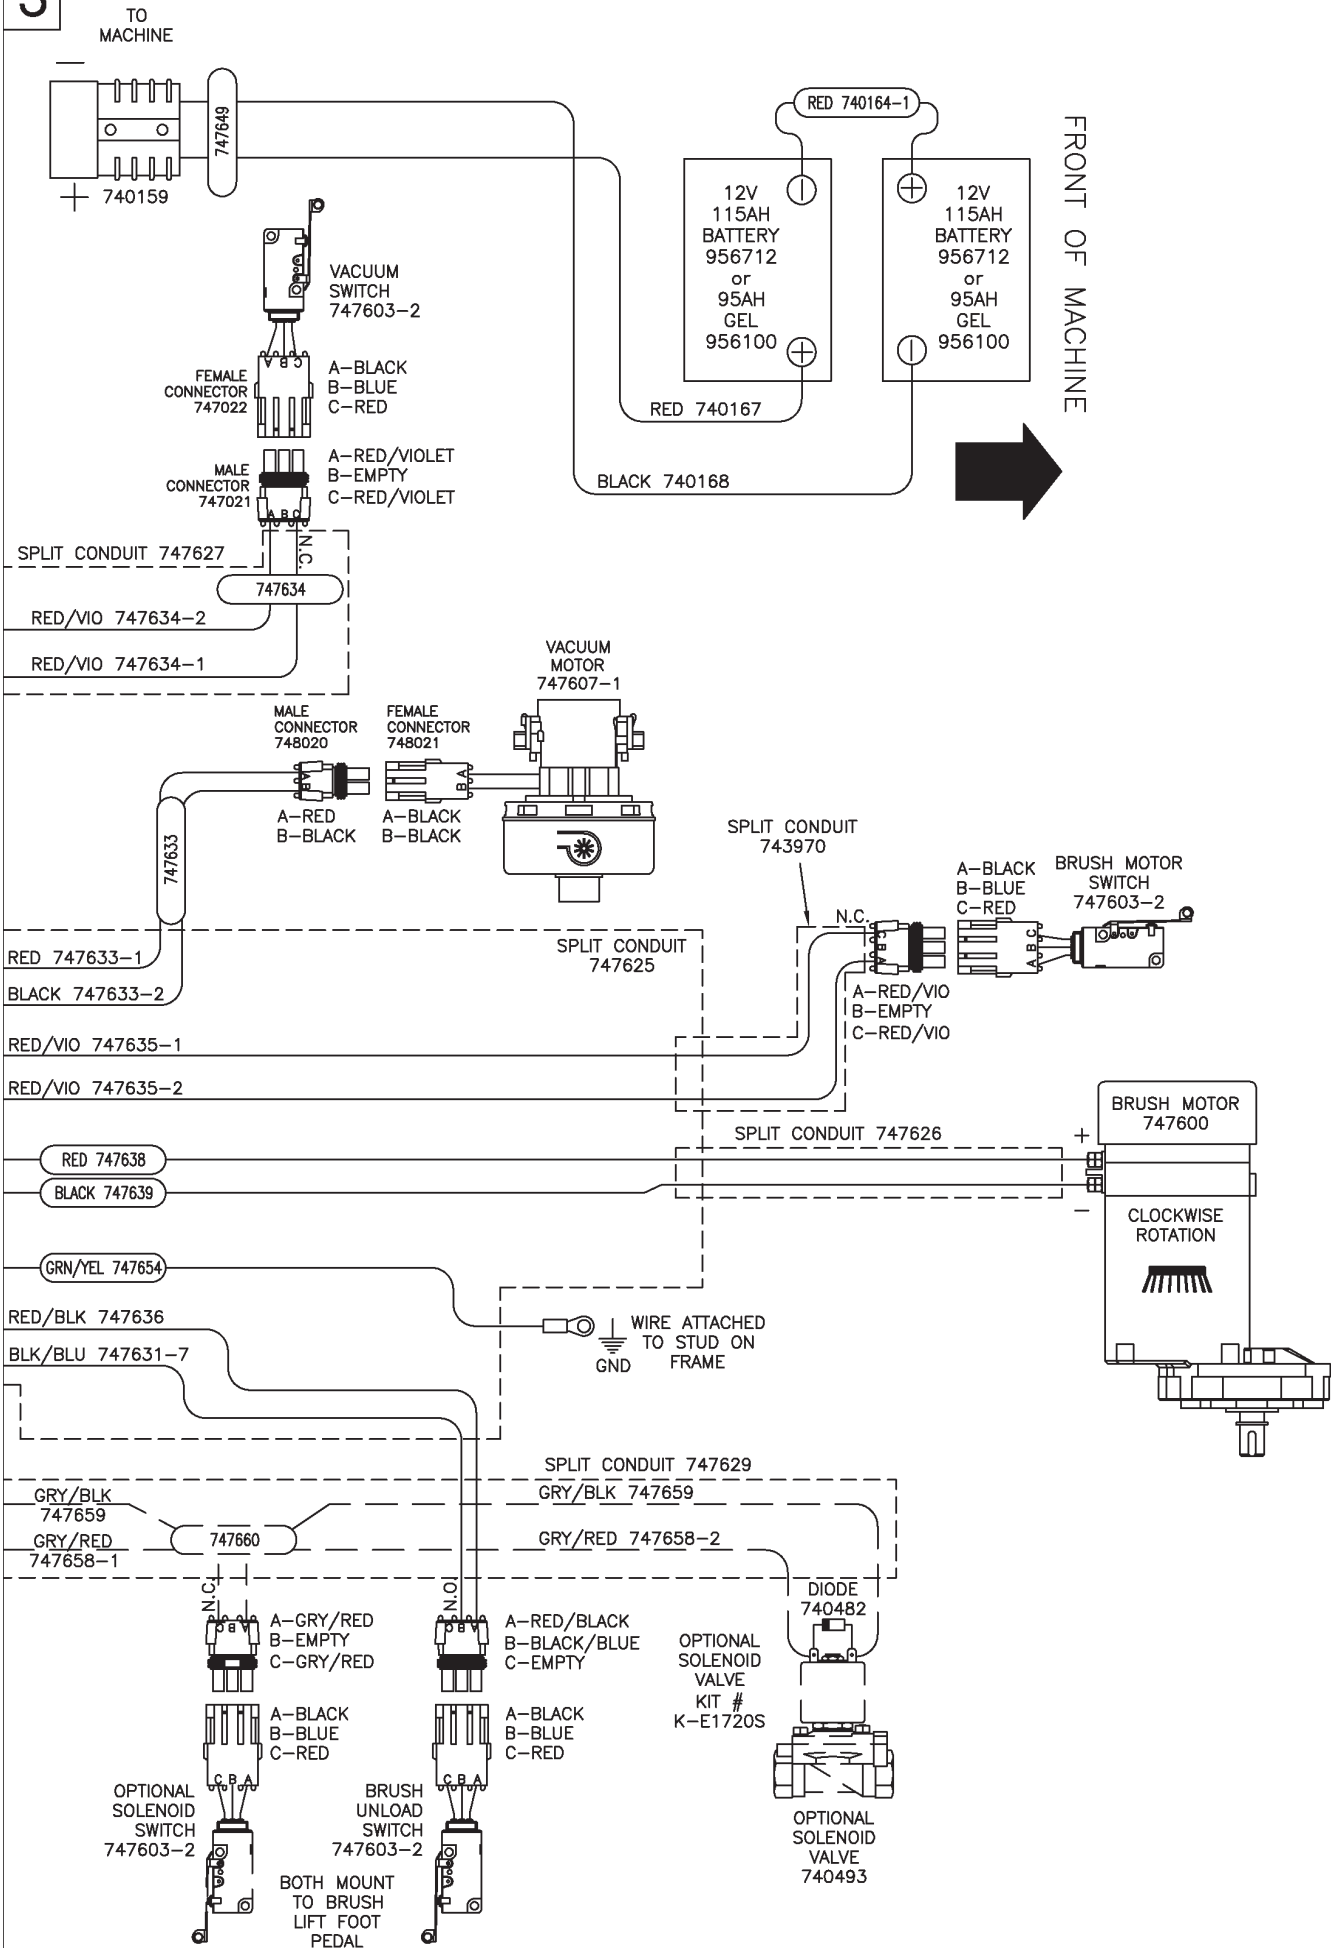 TO
MACHINE
−
747649
+ 740159
RED 740164-1
12V
115AH
BATTERY
956712
or
95AH
GEL
956100
−
+
12V
115AH
BATTERY
956712
or
95AH
GEL
956100
+
−
FRONT OF MACHINE
RED 740167
BLACK 740168
VACUUM
SWITCH
747603-2
A B C
FEMALE
CONNECTOR
747022
A-BLACK
B-BLUE
C-RED
MALE
CONNECTOR
747021
A-RED/VIOLET
B-EMPTY
C-RED/VIOLET
A B C
N.C.
SPLIT CONDUIT 747627
747634
RED/VIO 747634-2
RED/VIO 747634-1
VACUUM
MOTOR
747607-1
MALE
CONNECTOR
748020
FEMALE
CONNECTOR
748021
A
B
B A
A-RED
B-BLACK
A-BLACK
B-BLACK
747633
SPLIT CONDUIT
743970
A-BLACK
B-BLUE
C-RED
BRUSH MOTOR
SWITCH
747603-2
N.C.
C
B
A
A B C
SPLIT CONDUIT
747625
RED 747633-1
BLACK 747633-2
A-RED/VIO
B-EMPTY
C-RED/VIO
RED/VIO 747635-1
RED/VIO 747635-2
BRUSH MOTOR
747600
SPLIT CONDUIT 747626
+
−
RED 747638
BLACK 747639
CLOCKWISE
ROTATION
GRN/YEL 747654
WIRE ATTACHED
TO STUD ON
FRAME
GND
RED/BLK 747636
BLK/BLU 747631-7
SPLIT CONDUIT 747629
GRY/BLK
747659
GRY/BLK 747659
747660
GRY/RED
747658-1
GRY/RED 747658-2
N.C.
N.O.
DIODE
740482
C B A
A-GRY/RED
B-EMPTY
C-GRY/RED
C B A
A-RED/BLACK
B-BLACK/BLUE
C-EMPTY
OPTIONAL
SOLENOID
VALVE
KIT #
K-E1720S
A-BLACK
B-BLUE
C-RED
A-BLACK
B-BLUE
C-RED
C B A
C B A
OPTIONAL
SOLENOID
SWITCH
747603-2
BRUSH
UNLOAD
SWITCH
747603-2
OPTIONAL
SOLENOID
VALVE
740493
BOTH MOUNT
TO BRUSH
LIFT FOOT
PEDAL